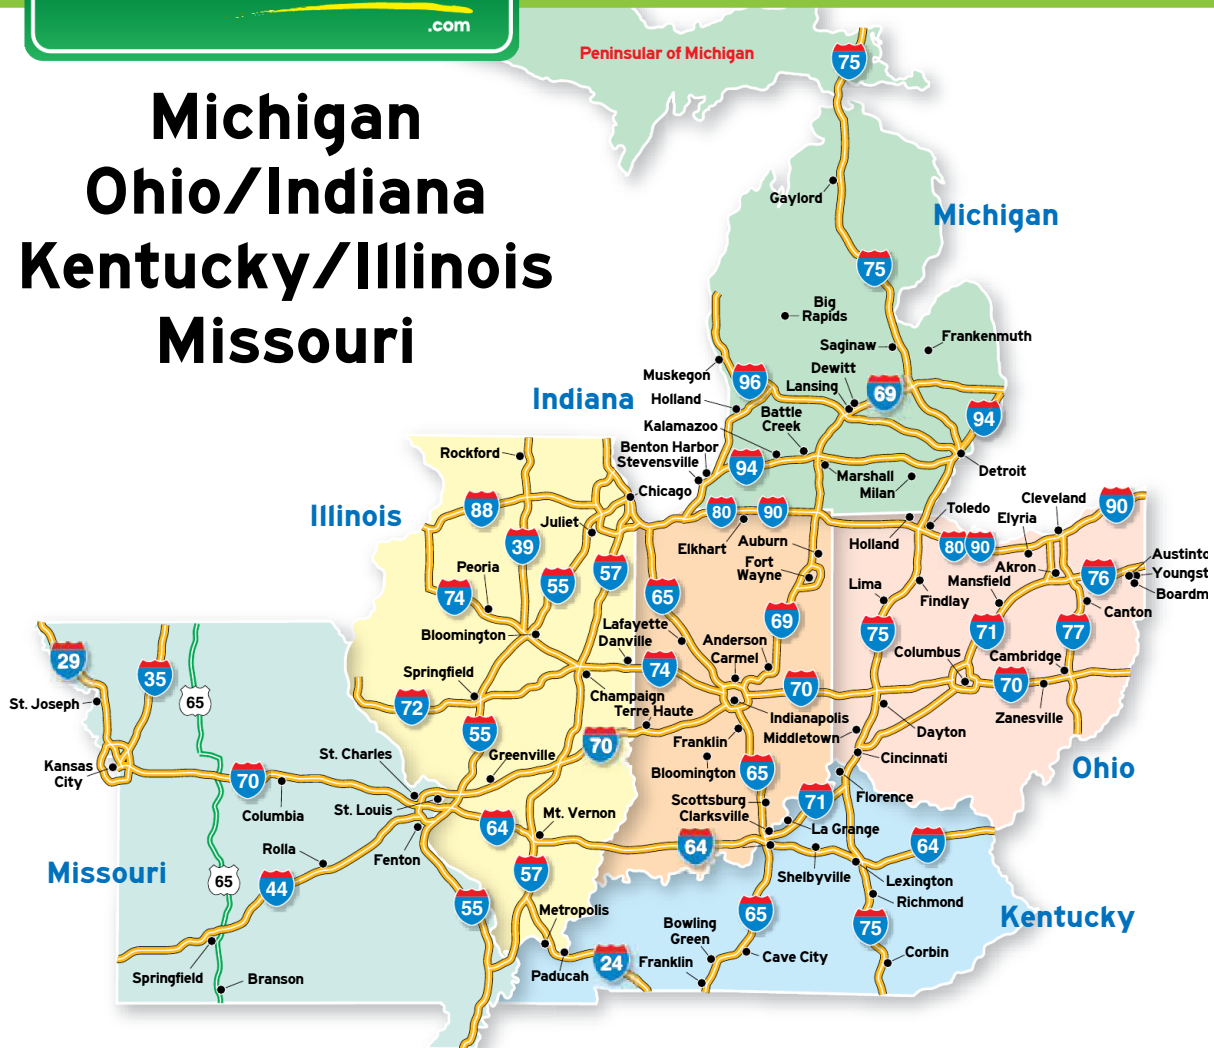 .com
Michigan
Ohio/Indiana
Kentucky/Illinois
Missouri
Peninsular of Michigan
75
Gaylord
Michigan
75
Big
Rapids
Saginaw
Frankenmuth
Muskegon
96
Dewitt
Lansing
69
Indiana
Holland
Battle
Creek
94
Kalamazoo
Benton Harbor
Stevensville
94
Marshall
Milan
Detroit
Rockford
Chicago
Illinois
88
Juliet
80
90
Elkhart
Auburn
Fort
Wayne
Holland
Toledo
Cleveland
Elyria
90
80
90
Akron
Mansfield
76
Austinto
Youngst
Boardm
Canton
39
Peoria
55
57
74
65
Lima
Findlay
Bloomington
Lafayette
Danville
69
Anderson
Carmel
75
71
77
Columbus
Cambridge
29
35
65
St. Joseph
Springfield
72
74
Champaign
Terre Haute
70
70
Zanesville
Indianapolis
Middletown
Dayton
55
Greenville
70
Franklin
Bloomington
65
Cincinnati
Ohio
Kansas
City
70
Columbia
St. Charles
St. Louis
Florence
Scottsburg
Clarksville
71
La Grange
Mt. Vernon
64
64
64
Rolla
Fenton
Shelbyville
Lexington
Richmond
Missouri
65
44
57
55
Metropolis
Paducah
24
Bowling
Green
65
Franklin
Cave City
75
Corbin
Kentucky
Springfield
Branson